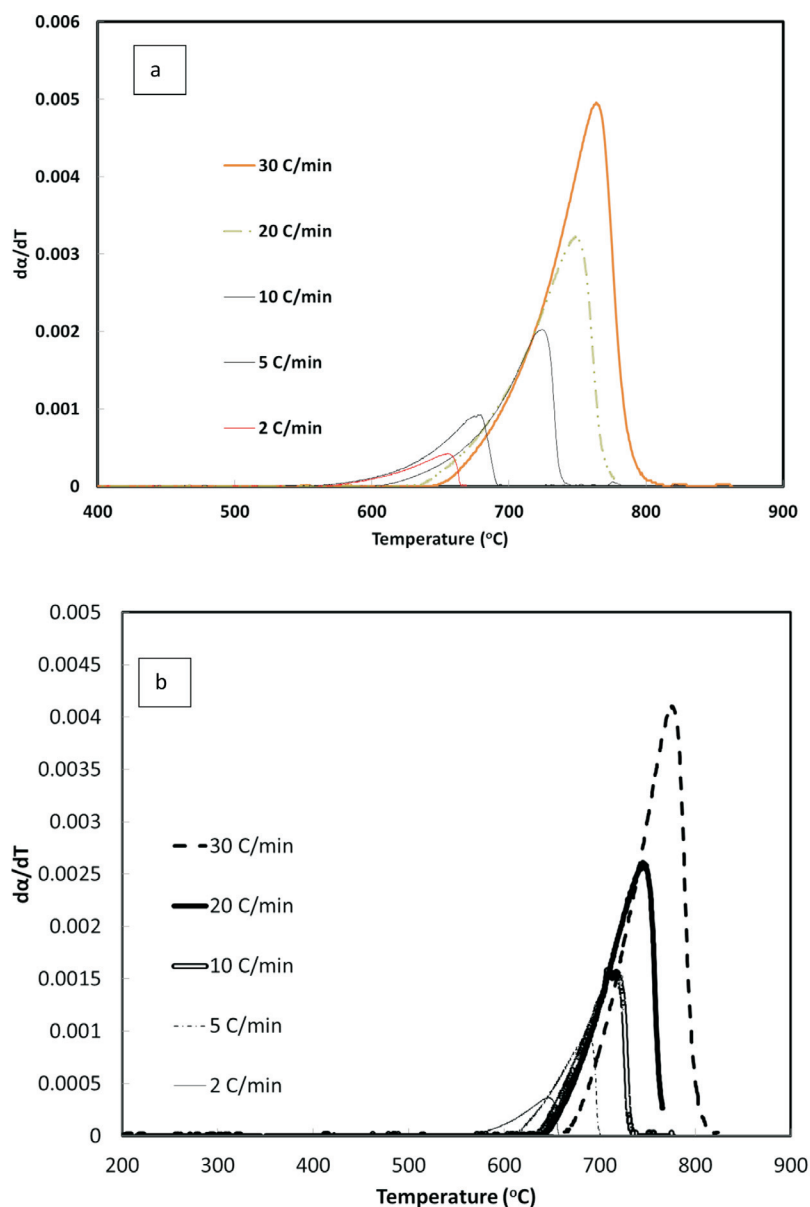 0.006
a
0.005
30 C/min
0.004
20 C/min
0.003
dα/dT
10 C/min
0.002
5 C/min
0.001
2 C/min
0
400 500 600 700 800 900
Temperature (°C)
0.005
b
0.0045
0.004
0.0035
0.003
30 C/min
0.0025
dα/dT
20 C/min
0.002
10 C/min
0.0015
5 C/min
0.001
2 C/min
0.0005
0
200 300 400 500 600 700 800 900
Temperature (°C)